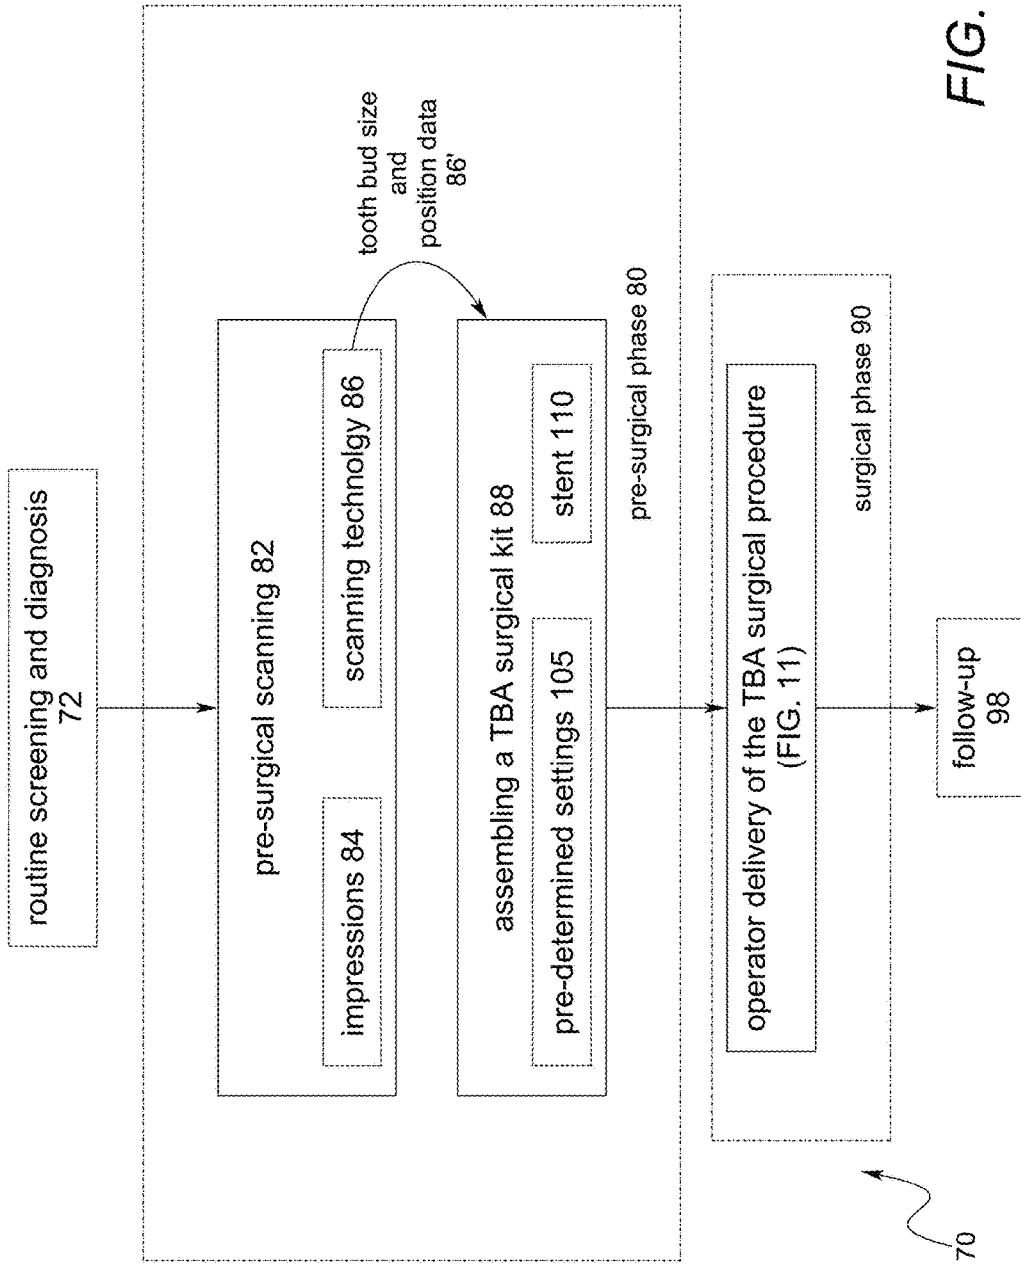 routine screening and diagnosis
72
pre-surgical scanning 82
impressions 84
scanning technolgy 86
tooth bud size
and
position data
86'
assembling a TBA surgical kit 88
pre-determined settings 105
stent 110
pre-surgical phase 80
operator delivery of the TBA surgical procedure
(FIG. 11)
surgical phase 90
follow-up
98
70
FIG.